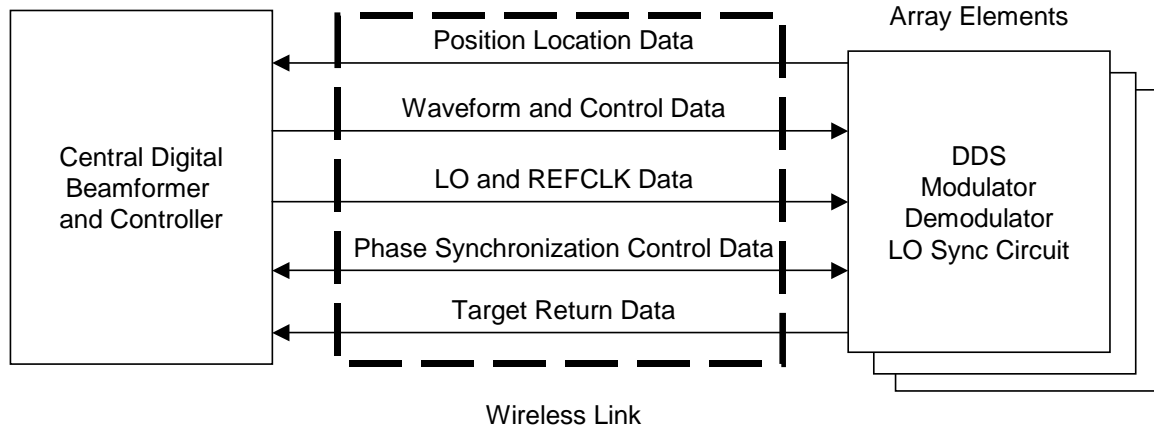 Array Elements
Position Location Data
Waveform and Control Data
Central Digital
Beamformer
and Controller
LO and REFCLK Data
DDS
Modulator
Demodulator
LO Sync Circuit
Phase Synchronization Control Data
Target Return Data
Wireless Link